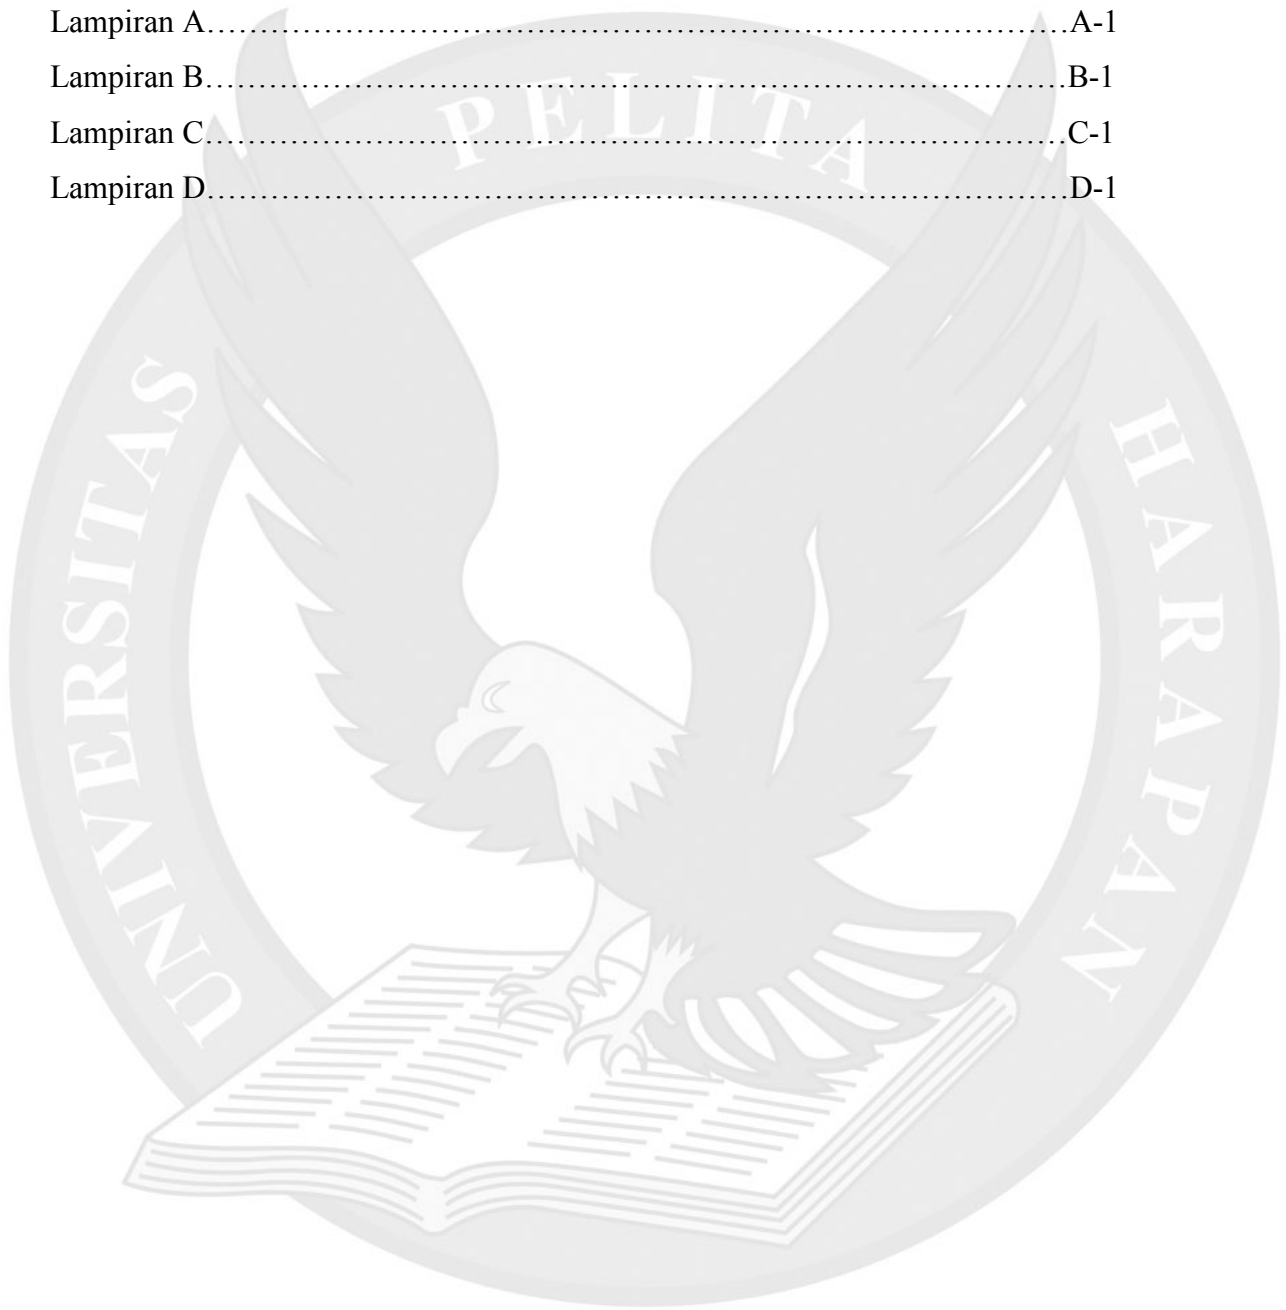 Lampiran A……………………………………………………………………………A-1
Lampiran B……………………………………………………………………………B-1
Lampiran C……………………………………………………………………………C-1
Lampiran D……………………………………………………………………………D-1
UNIVERSITAS PELITA HARAPAN